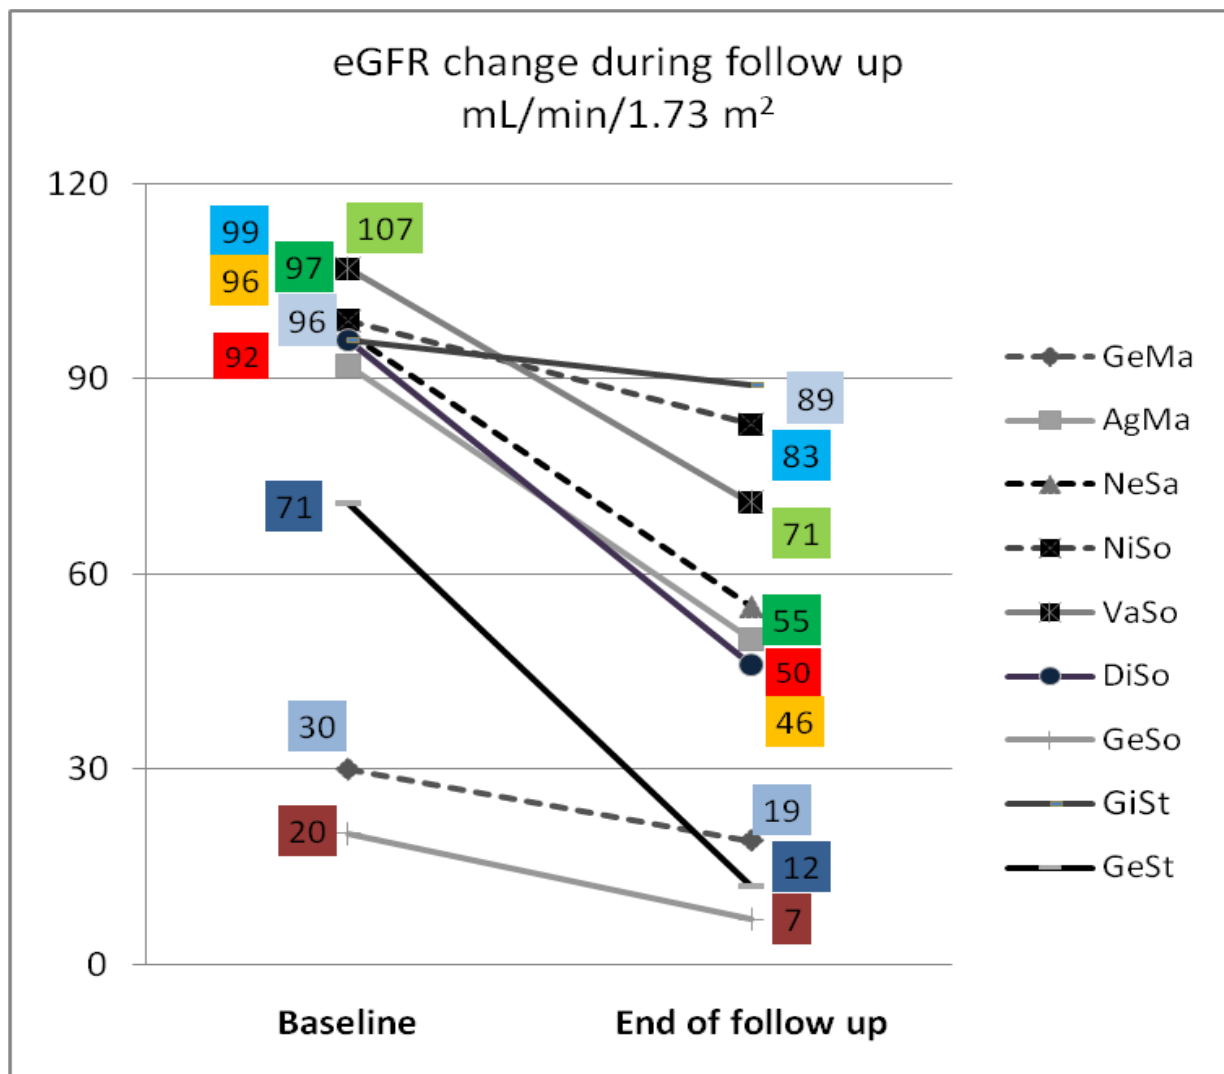 eGFR change during follow up
mL/min/1.73 m²
120
90
60
30
0
99
97
107
96
96
92
71
30
20
89
83
71
55
50
46
19
12
7
Baseline
End of follow up
GeMa
AgMa
NeSa
NiSo
VaSo
DiSo
GeSo
GiSt
GeSt